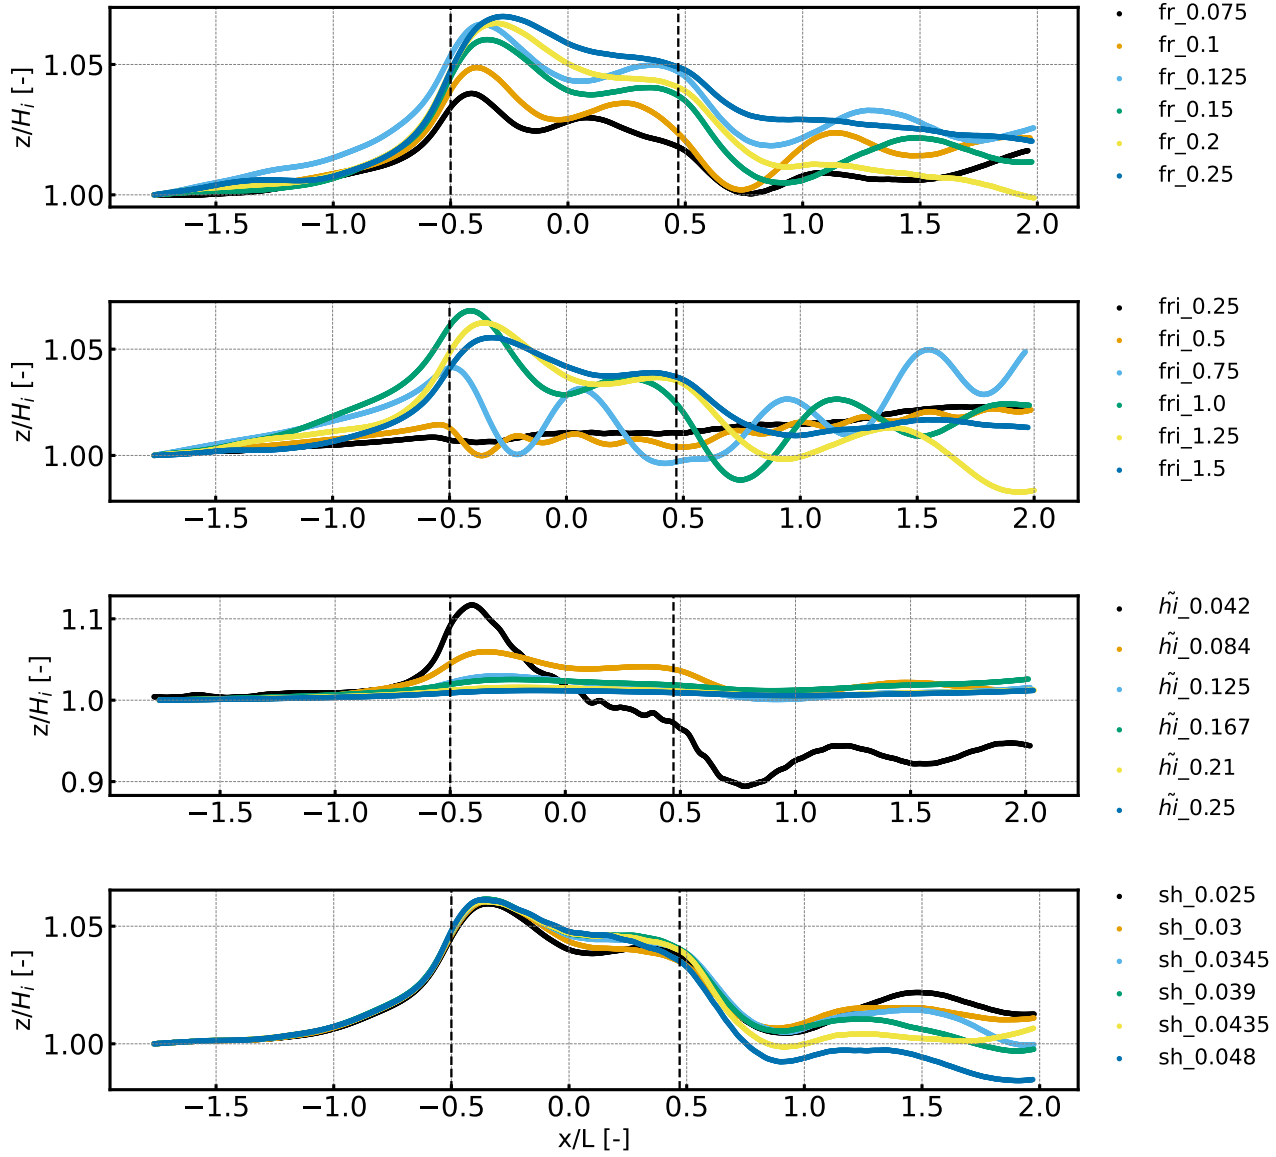 z/H_i [-]
1.05
1.00
−1.5 −1.0 −0.5 0.0 0.5 1.0 1.5 2.0
fr_0.075
fr_0.1
fr_0.125
fr_0.15
fr_0.2
fr_0.25
z/H_i [-]
1.05
1.00
−1.5 −1.0 −0.5 0.0 0.5 1.0 1.5 2.0
fri_0.25
fri_0.5
fri_0.75
fri_1.0
fri_1.25
fri_1.5
z/H_i [-]
1.1
1.0
0.9
−1.5 −1.0 −0.5 0.0 0.5 1.0 1.5 2.0
h̃i_0.042
h̃i_0.084
h̃i_0.125
h̃i_0.167
h̃i_0.21
h̃i_0.25
z/H_i [-]
1.05
1.00
−1.5 −1.0 −0.5 0.0 0.5 1.0 1.5 2.0
x/L [-]
sh_0.025
sh_0.03
sh_0.0345
sh_0.039
sh_0.0435
sh_0.048